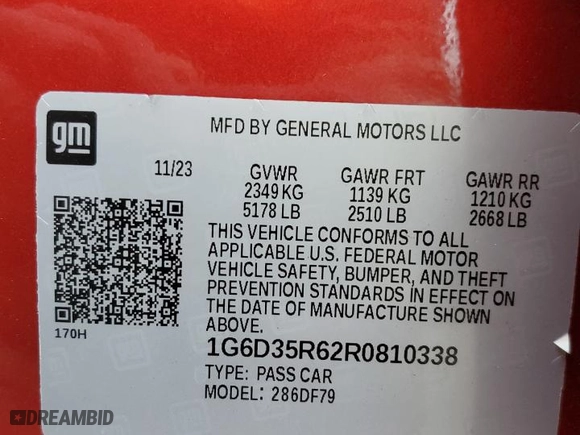 gm
MFD BY GENERAL MOTORS LLC
11/23 GVWR GAWR FRT GAWR RR
2349 KG 1139 KG 1210 KG
5178 LB 2510 LB 2668 LB
THIS VEHICLE CONFORMS TO ALL
APPLICABLE U.S. FEDERAL MOTOR
VEHICLE SAFETY, BUMPER, AND THEFT
PREVENTION STANDARDS IN EFFECT ON
THE DATE OF MANUFACTURE SHOWN
ABOVE.
170H
1G6D35R62R0810338
TYPE: PASS CAR
MODEL: 286DF79
DREAMBID